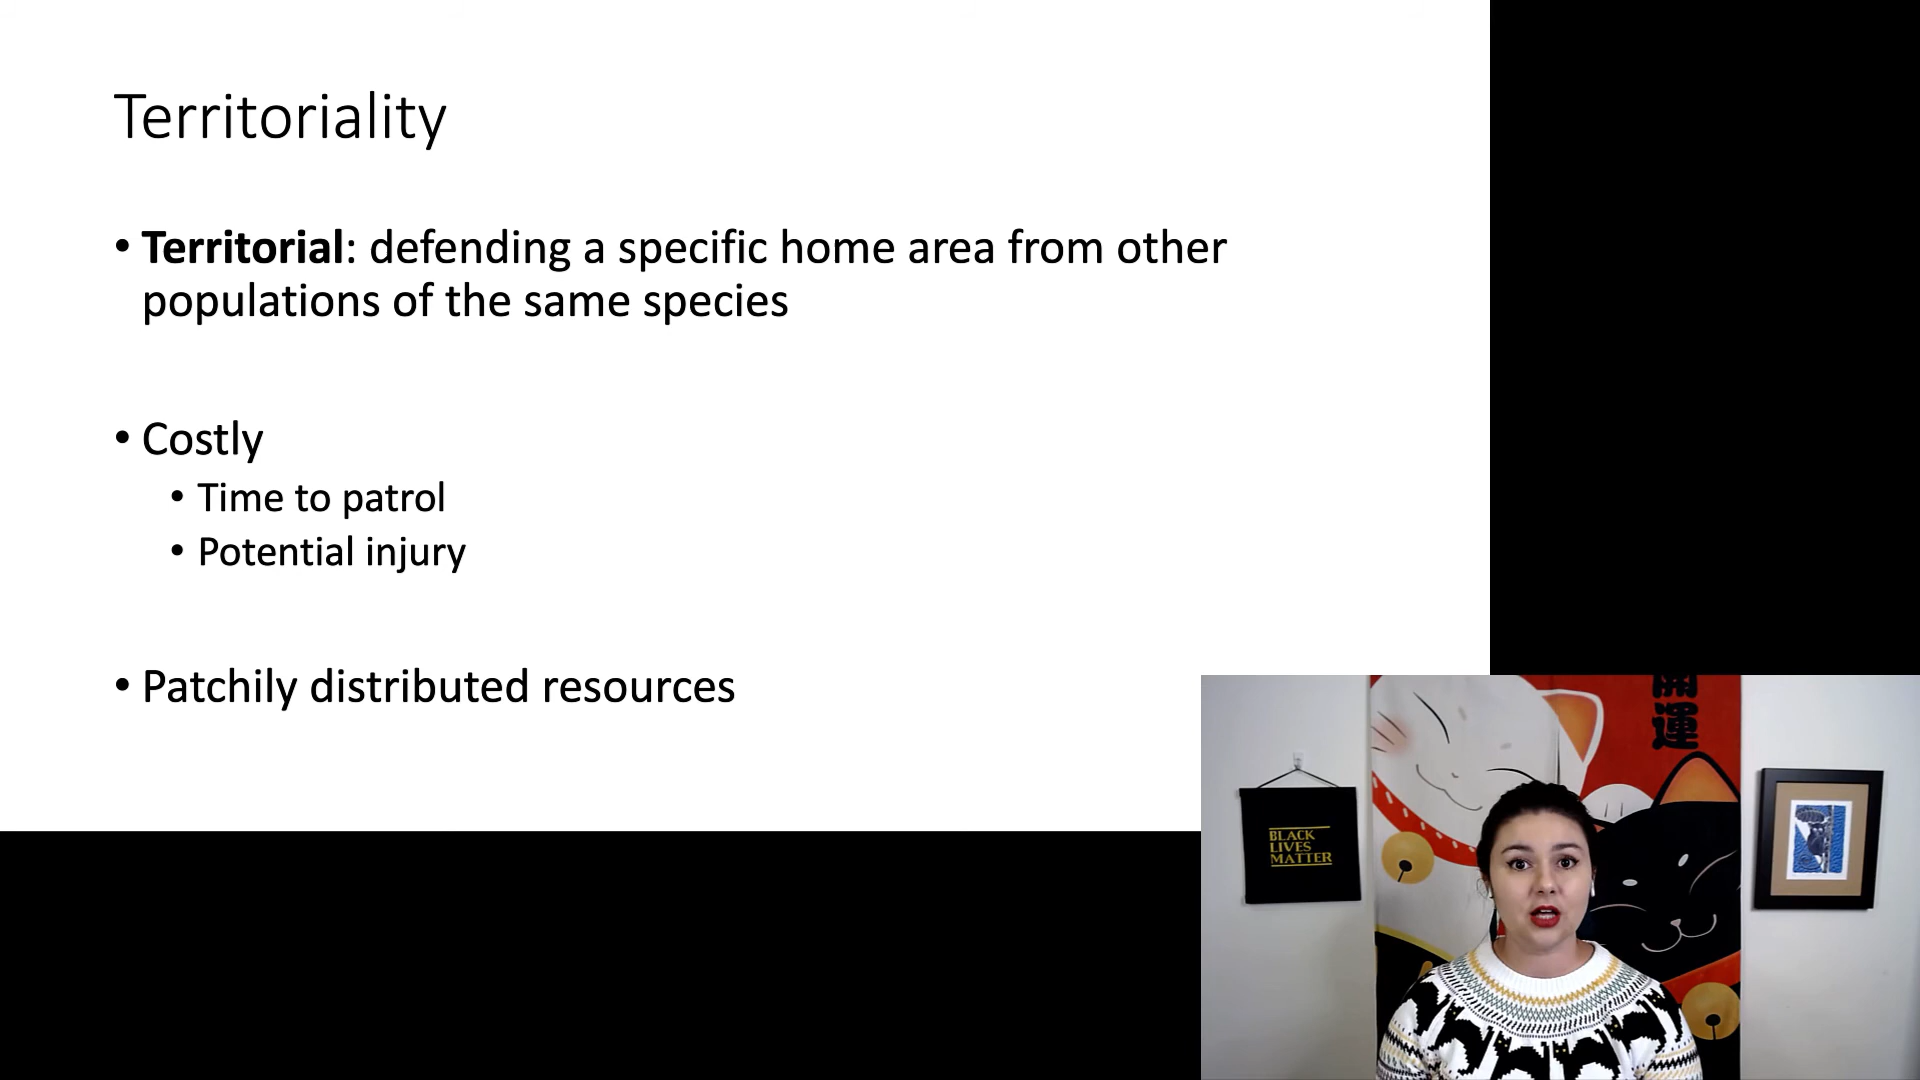 Territoriality
• Territorial: defending a specific home area from other
populations of the same species
• Costly
• Time to patrol
• Potential injury
• Patchily distributed resources
開
運
BLACK
LIVES
MATTER